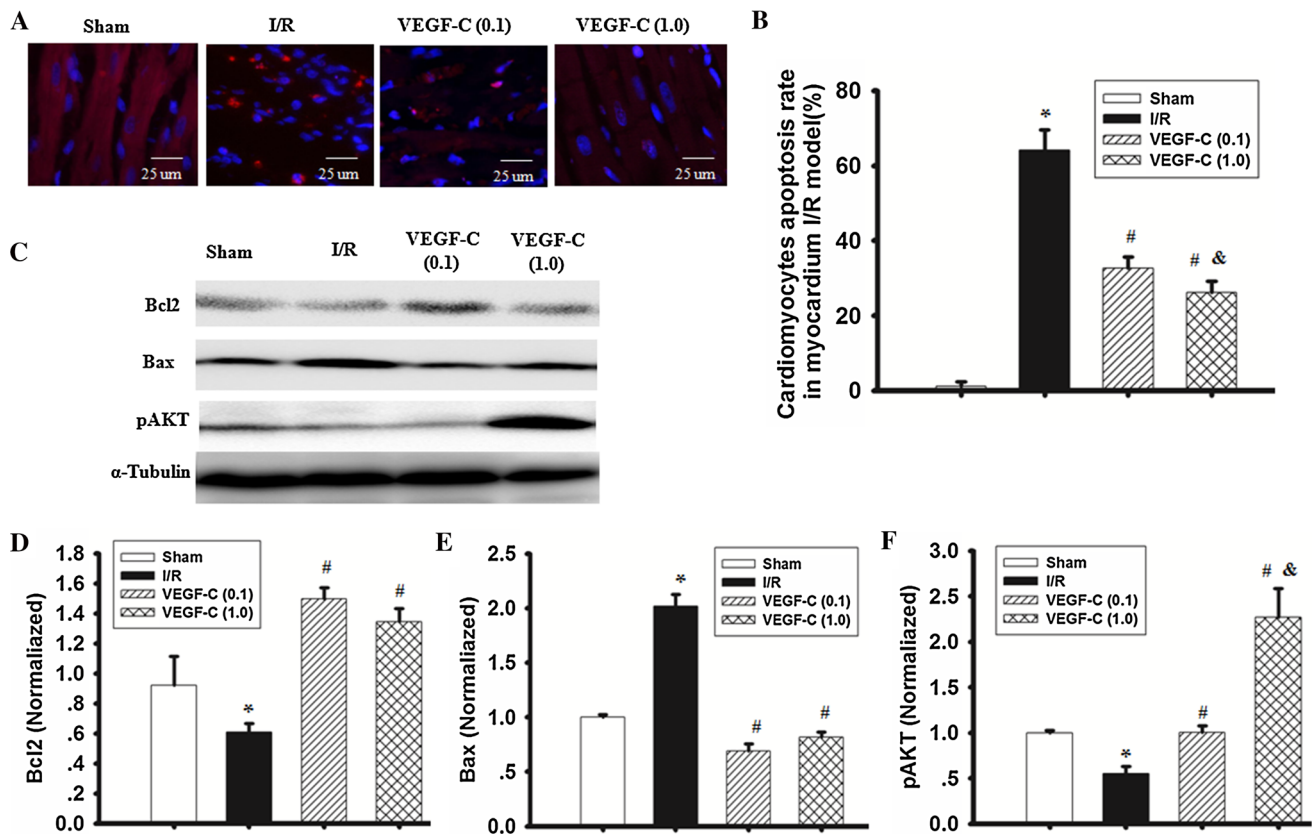 A
Sham
I/R
VEGF-C (0.1)
VEGF-C (1.0)
25 um
25 um
25 um
25 um
B
Cardiomyocytes apoptosis rate
in myocardium I/R model(%)
80
60
40
20
0
*
#
# &
Sham
I/R
VEGF-C (0.1)
VEGF-C (1.0)
C
Sham
I/R
VEGF-C
(0.1)
VEGF-C
(1.0)
Bcl2
Bax
pAKT
α-Tubulin
D
Bcl2 (Normaliazed)
1.8
1.6
1.4
1.2
1.0
.8
.6
.4
.2
0.0
Sham
I/R
VEGF-C (0.1)
VEGF-C (1.0)
*
#
#
E
Bax (Normaliazed)
2.5
2.0
1.5
1.0
.5
0.0
*
#
#
Sham
I/R
VEGF-C (0.1)
VEGF-C (1.0)
F
pAKT (Normaliazed)
3.0
2.5
2.0
1.5
1.0
.5
0.0
Sham
I/R
VEGF-C (0.1)
VEGF-C (1.0)
*
#
# &